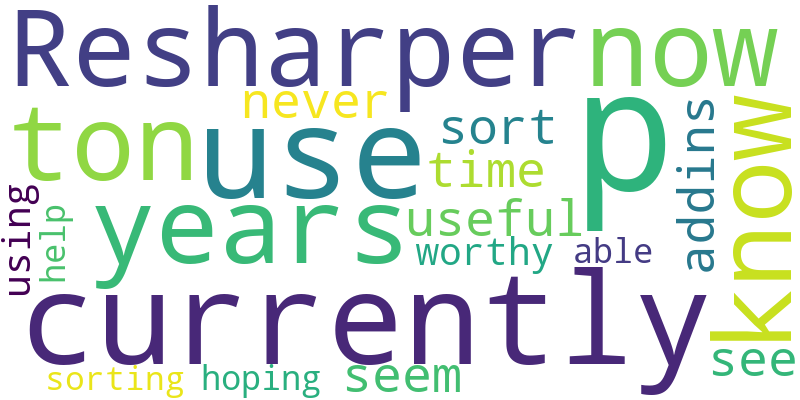 Resharper now
never
ton use sort p addins know
time
using help years useful
worthy able
currently see
sorting hoping seem